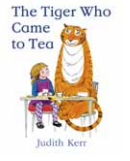 The Tiger Who
Came to Tea
Judith Kerr